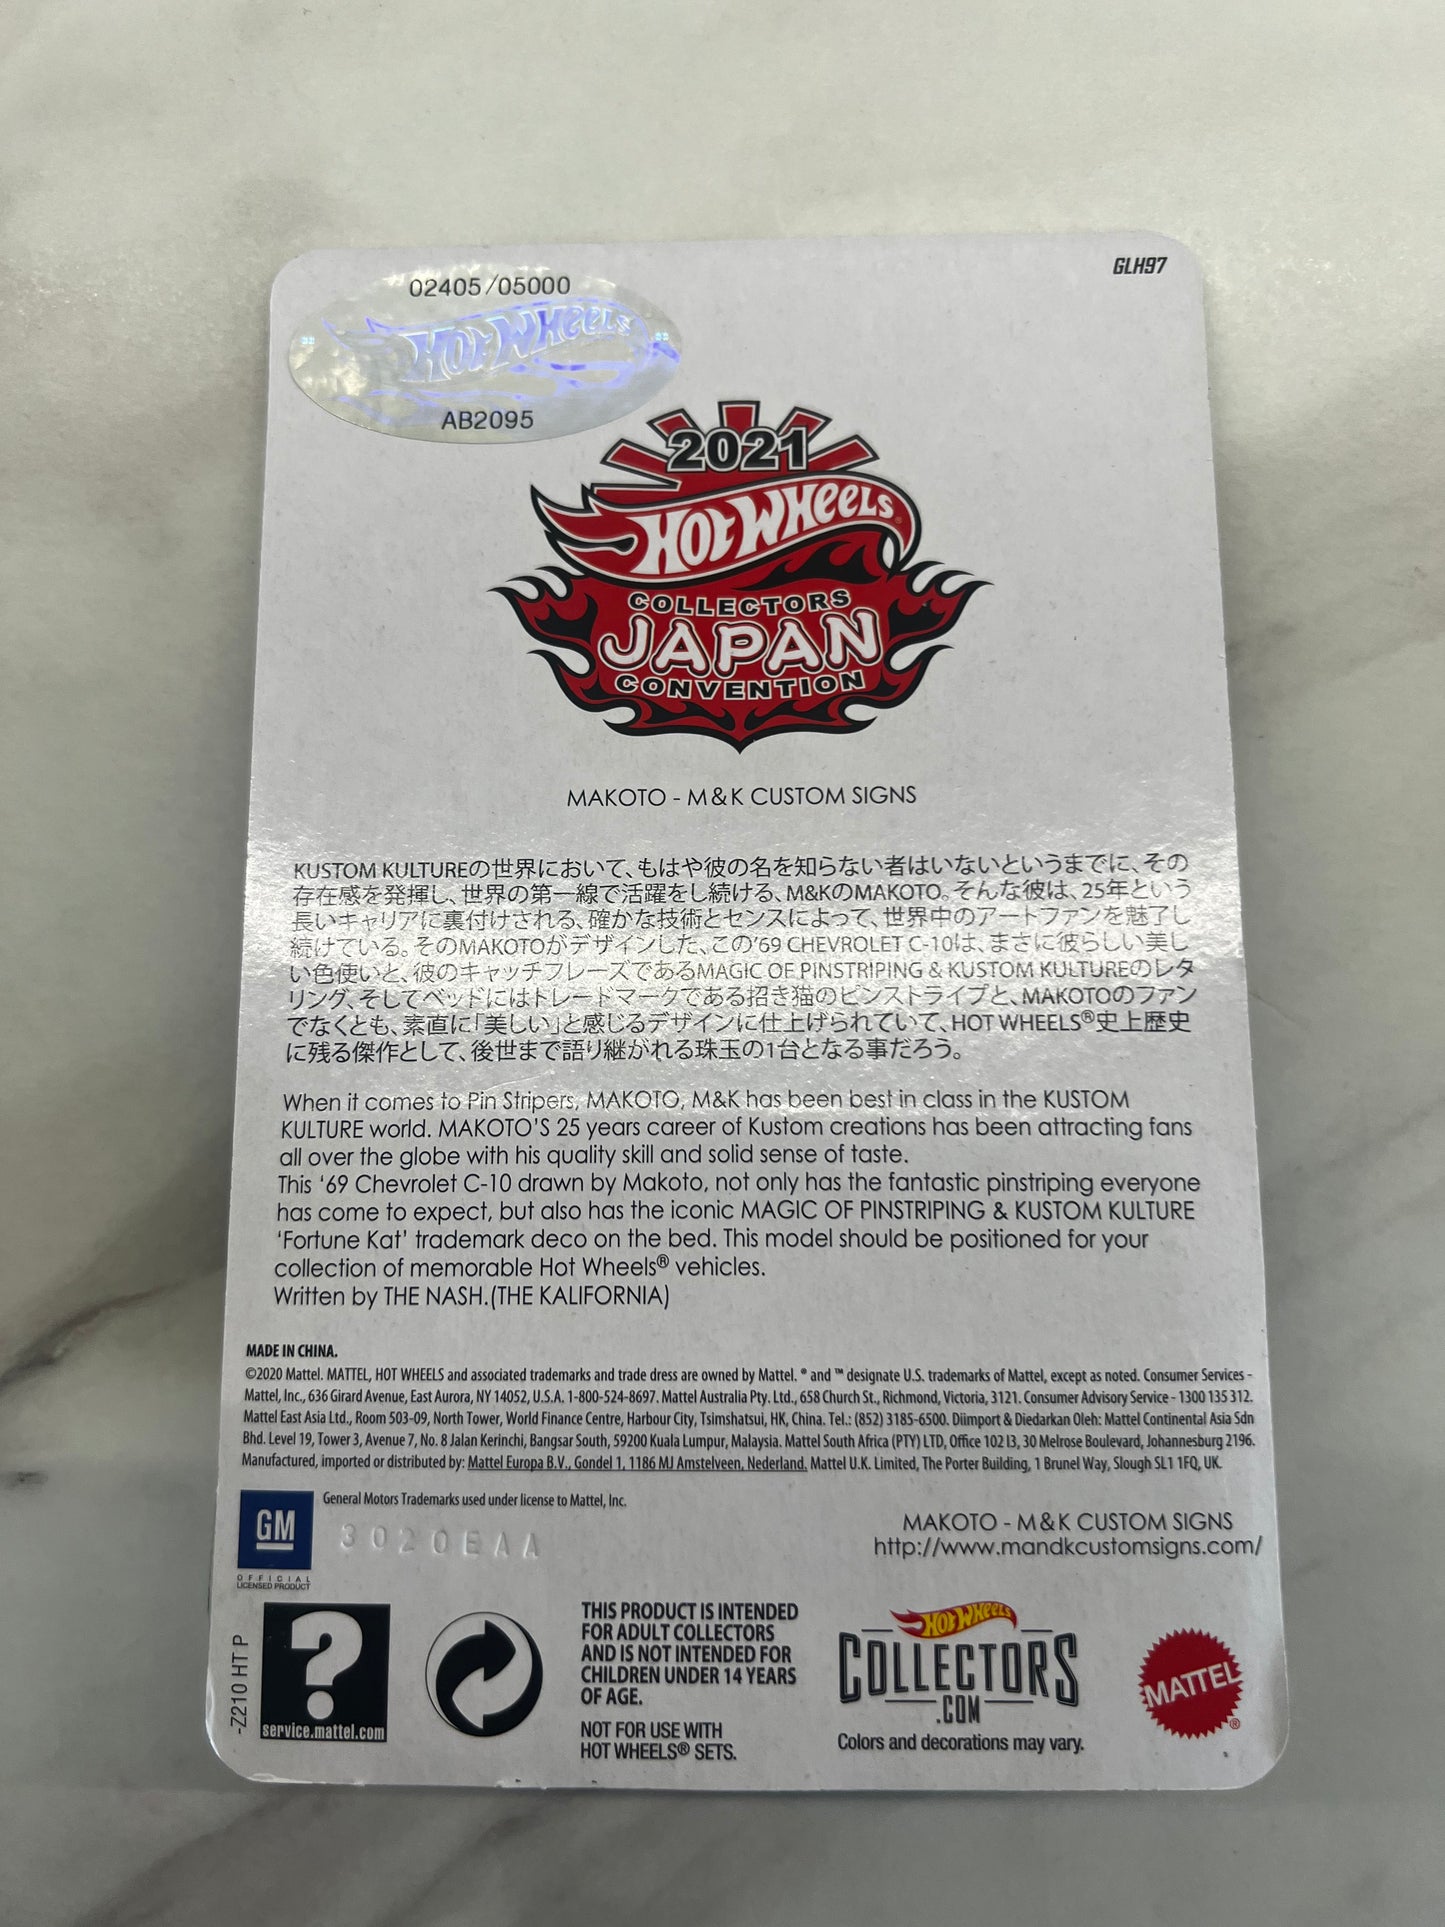 GLH97
02405/05000
HOT WHEELS
AB2095
2021
HOT WHEELS®
COLLECTORS
JAPAN
CONVENTION
MAKOTO - M&K CUSTOM SIGNS
KUSTOM KULTUREの世界において、もはや彼の名を知らない者はいないというまでに、その
存在感を発揮し、世界の第一線で活躍をし続ける、M&KのMAKOTO。そんな彼は、25年という
長いキャリアに裏付けされる、確かな技術とセンスによって、世界中のアートファンを魅了し
続けている。そのMAKOTOがデザインした、この'69 CHEVROLET C-10は、まさに彼らしい美し
い色使いと、彼のキャッチフレーズであるMAGIC OF PINSTRIPING & KUSTOM KULTUREのレタ
リング、そしてベッドにはトレードマークである招き猫のピンストライプと、MAKOTOのファン
でなくとも、素直に「美しい」と感じるデザインに仕上げられていて、HOT WHEELS®史上歴史
に残る傑作として、後世まで語り継がれる珠玉の1台となる事だろう。
When it comes to Pin Stripers, MAKOTO, M&K has been best in class in the KUSTOM
KULTURE world. MAKOTO'S 25 years career of Kustom creations has been attracting fans
all over the globe with his quality skill and solid sense of taste.
This '69 Chevrolet C-10 drawn by Makoto, not only has the fantastic pinstriping everyone
has come to expect, but also has the iconic MAGIC OF PINSTRIPING & KUSTOM KULTURE
'Fortune Kat' trademark deco on the bed. This model should be positioned for your
collection of memorable Hot Wheels® vehicles.
Written by THE NASH.(THE KALIFORNIA)
MADE IN CHINA.
©2020 Mattel. MATTEL, HOT WHEELS and associated trademarks and trade dress are owned by Mattel. ® and ™ designate U.S. trademarks of Mattel, except as noted. Consumer Services -
Mattel, Inc., 636 Girard Avenue, East Aurora, NY 14052, U.S.A. 1-800-524-8697. Mattel Australia Pty. Ltd., 658 Church St., Richmond, Victoria, 3121. Consumer Advisory Service - 1300 135 312.
Mattel East Asia Ltd., Room 503-09, North Tower, World Finance Centre, Harbour City, Tsimshatsui, HK, China. Tel.: (852) 3185-6500. Diimport & Diedarkan Oleh: Mattel Continental Asia Sdn
Bhd. Level 19, Tower 3, Avenue 7, No. 8 Jalan Kerinchi, Bangsar South, 59200 Kuala Lumpur, Malaysia. Mattel South Africa (PTY) LTD, Office 102 I3, 30 Melrose Boulevard, Johannesburg 2196.
Manufactured, imported or distributed by: Mattel Europa B.V., Gondel 1, 1186 MJ Amstelveen, Nederland. Mattel U.K. Limited, The Porter Building, 1 Brunel Way, Slough SL1 1FQ, UK.
GM
OFFICIAL
LICENSED PRODUCT
General Motors Trademarks used under license to Mattel, Inc.
3020EAA
MAKOTO - M&K CUSTOM SIGNS
http://www.mandkcustomsigns.com/
-Z210 HT P
?
service.mattel.com
THIS PRODUCT IS INTENDED
FOR ADULT COLLECTORS
AND IS NOT INTENDED FOR
CHILDREN UNDER 14 YEARS
OF AGE.
NOT FOR USE WITH
HOT WHEELS® SETS.
HOT WHEELS
COLLECTORS
.COM
Colors and decorations may vary.
MATTEL®